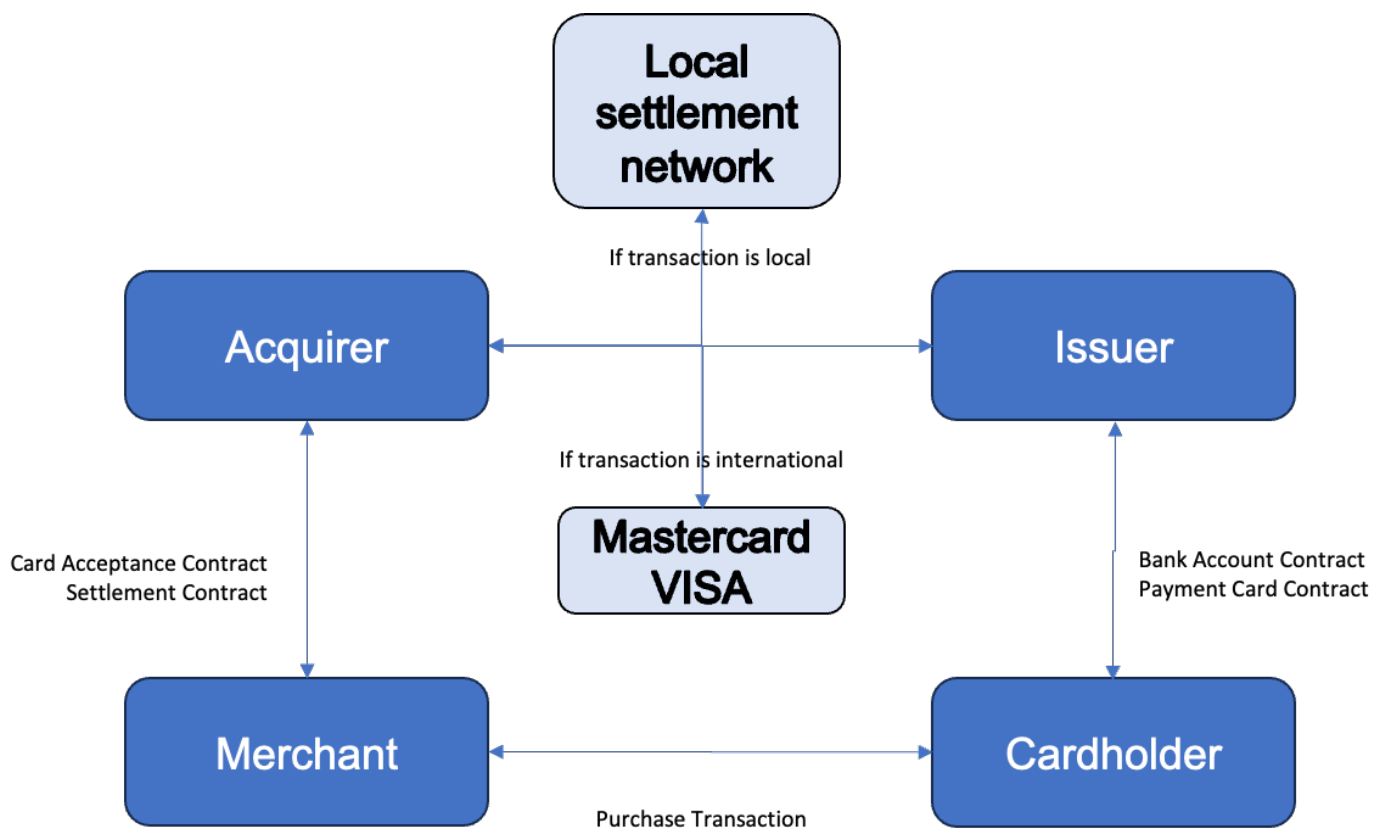 Local
settlement
network
If transaction is local
Acquirer
Issuer
If transaction is international
Mastercard
VISA
Card Acceptance Contract
Settlement Contract
Bank Account Contract
Payment Card Contract
Merchant
Cardholder
Purchase Transaction